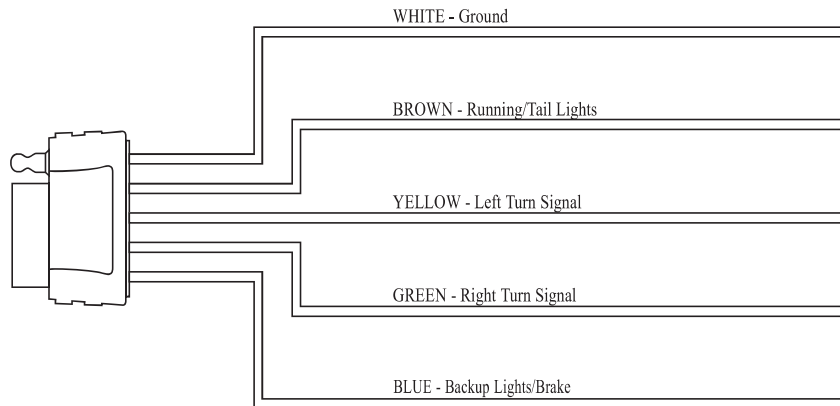 WHITE - Ground
BROWN - Running/Tail Lights
YELLOW - Left Turn Signal
GREEN - Right Turn Signal
BLUE - Backup Lights/Brake